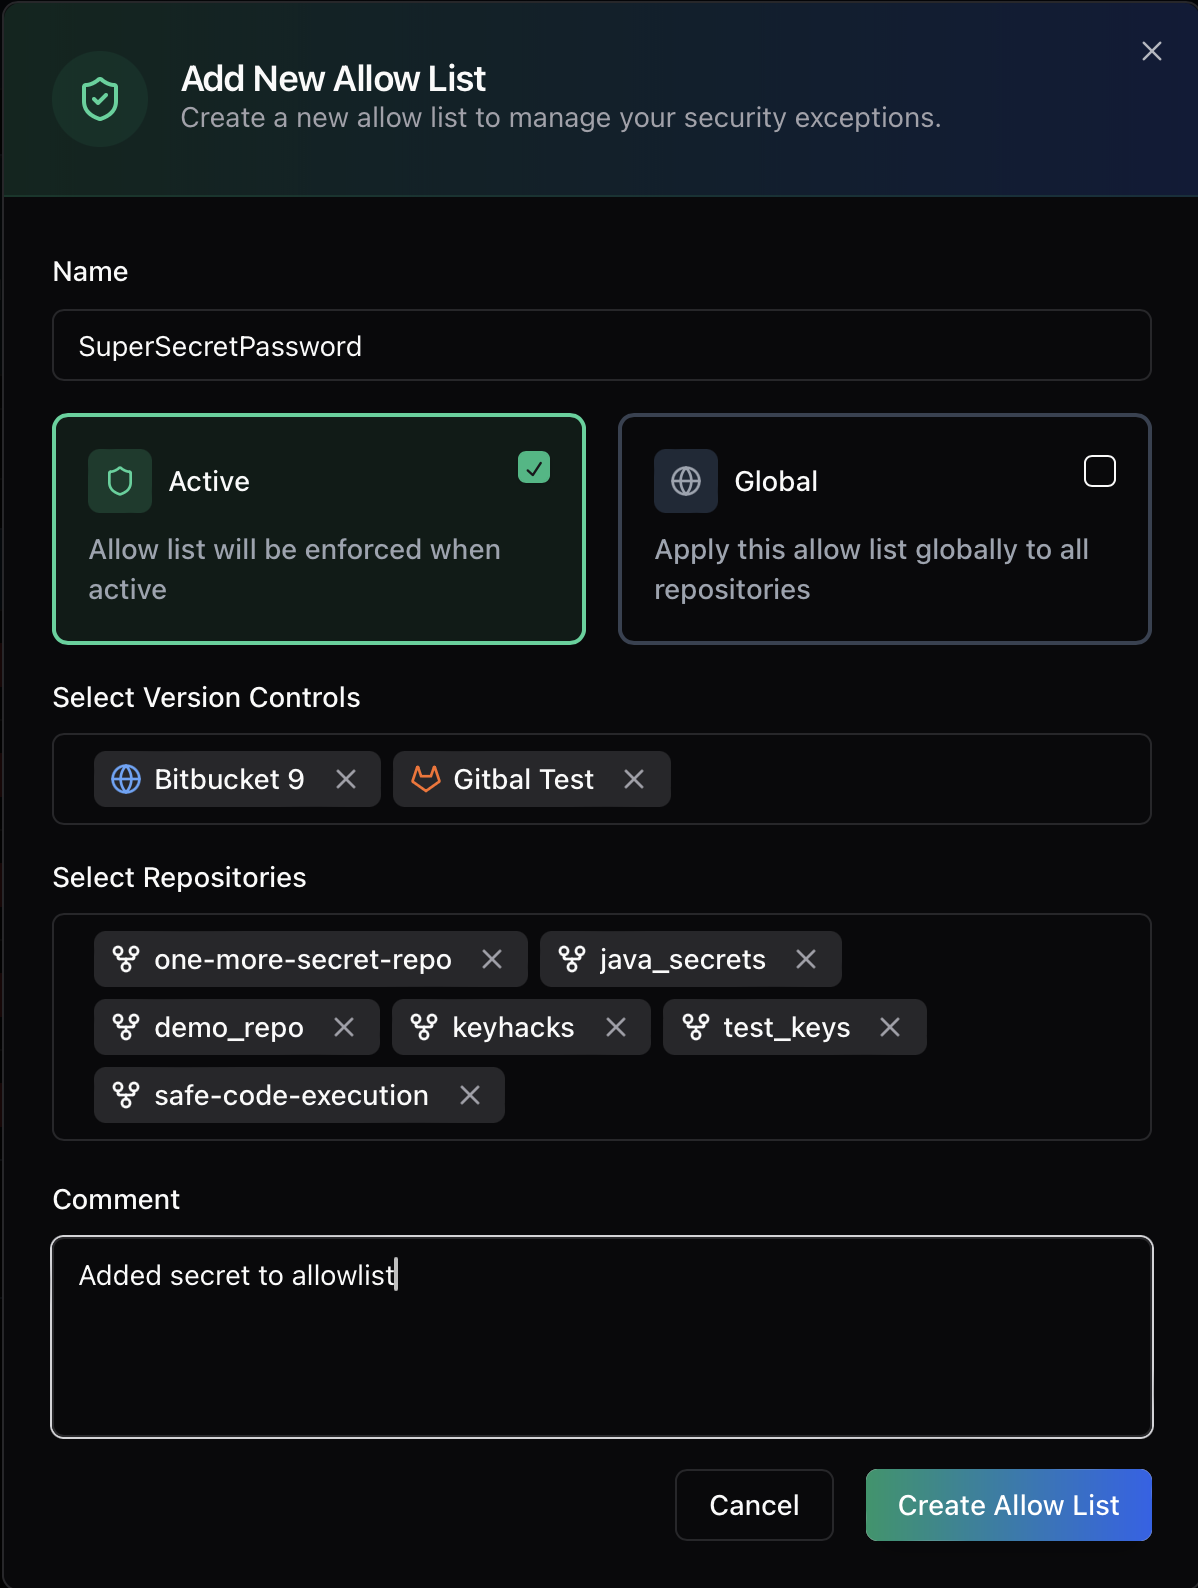 Add New Allow List
Create a new allow list to manage your security exceptions.
Name
SuperSecretPassword
Active
Allow list will be enforced when
active
Global
Apply this allow list globally to all
repositories
Select Version Controls
Bitbucket 9 Gitbal Test
Select Repositories
one-more-secret-repo java_secrets
demo_repo keyhacks test_keys
safe-code-execution
Comment
Added secret to allowlist
Cancel Create Allow List